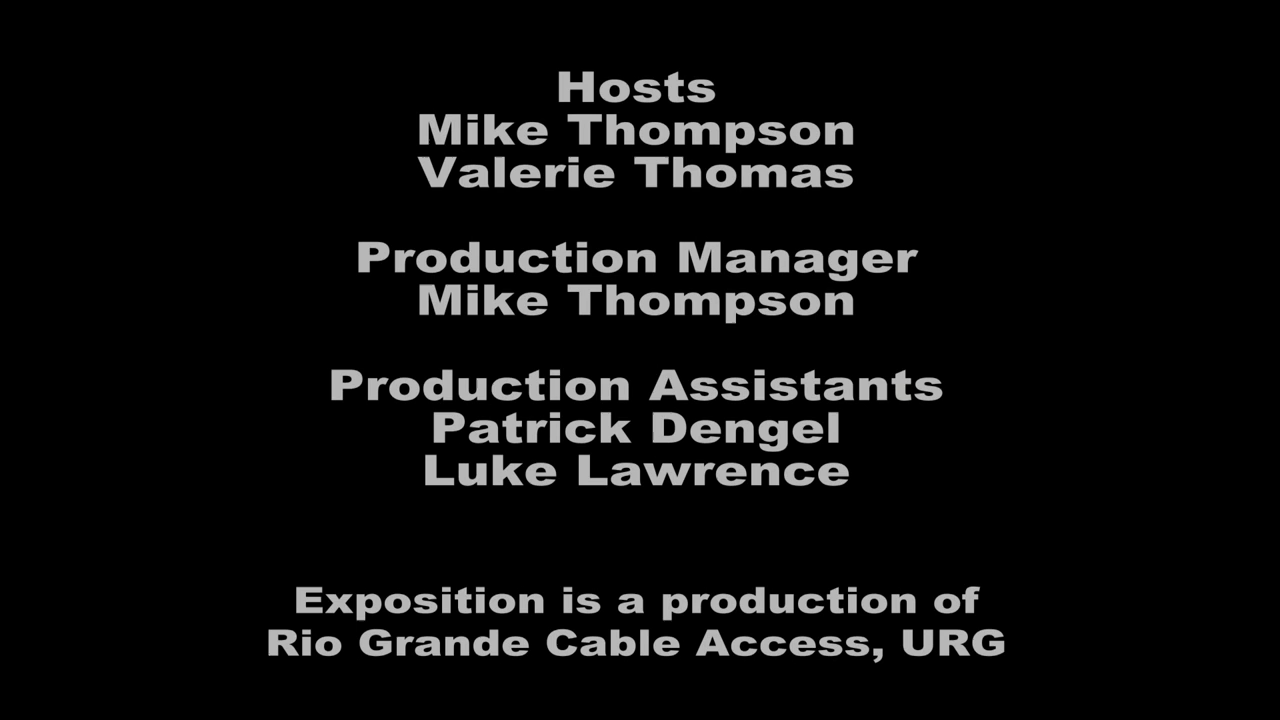 Hosts
Mike Thompson
Valerie Thomas
Production Manager
Mike Thompson
Production Assistants
Patrick Dengel
Luke Lawrence
Exposition is a production of
Rio Grande Cable Access, URG